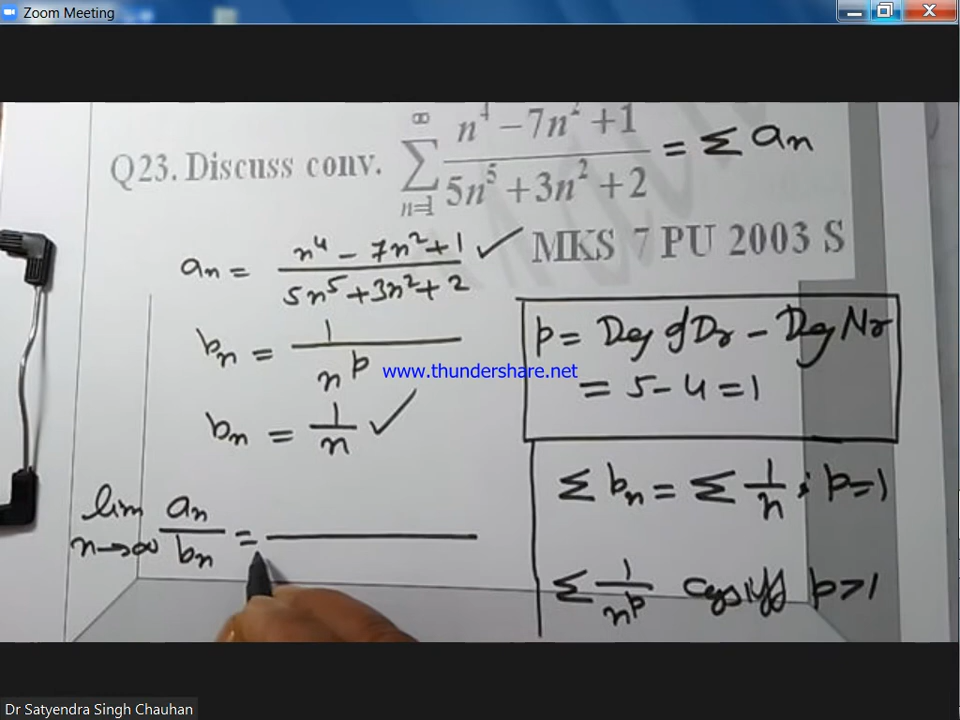 Zoom Meeting
Q23. Discuss conv. ∑_{n=1}^{∞} (n⁴ − 7n² + 1)/(5n⁵ + 3n² + 2) = Σ aₙ
MKS 7 PU 2003 S
aₙ = (n⁴ − 7n² + 1)/(5n⁵ + 3n² + 2) ✓
bₙ = 1/n^p
www.thundershare.net
bₙ = 1/n ✓
lim_{n→∞} aₙ/bₙ =
p = Deg of Dr − Deg Nr
= 5 − 4 = 1
Σ bₙ = Σ 1/n ; p = 1
Σ 1/n^p cgs iff p > 1
Dr Satyendra Singh Chauhan